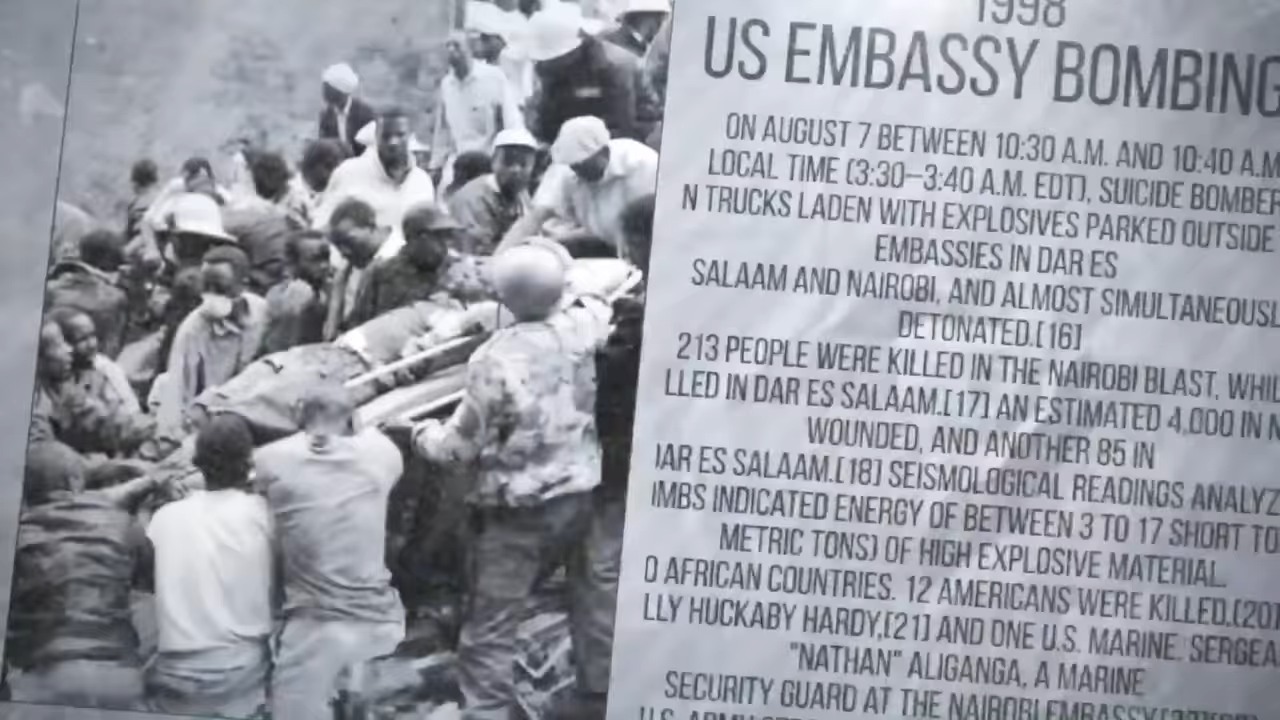 1998
US EMBASSY BOMBING
ON AUGUST 7 BETWEEN 10:30 A.M. AND 10:40 A.M
LOCAL TIME (3:30–3:40 A.M. EDT), SUICIDE BOMBER
N TRUCKS LADEN WITH EXPLOSIVES PARKED OUTSIDE
EMBASSIES IN DAR ES
SALAAM AND NAIROBI, AND ALMOST SIMULTANEOUSL
DETONATED.[16]
213 PEOPLE WERE KILLED IN THE NAIROBI BLAST, WHIL
LLED IN DAR ES SALAAM.[17] AN ESTIMATED 4,000 IN N
WOUNDED, AND ANOTHER 85 IN
AR ES SALAAM.[18] SEISMOLOGICAL READINGS ANALYZ
MBS INDICATED ENERGY OF BETWEEN 3 TO 17 SHORT TO
METRIC TONS) OF HIGH EXPLOSIVE MATERIAL.
0 AFRICAN COUNTRIES. 12 AMERICANS WERE KILLED,[20]
LLY HUCKABY HARDY,[21] AND ONE U.S. MARINE, SERGEA
"NATHAN" ALIGANGA, A MARINE
SECURITY GUARD AT THE NAIROBI EMBASSY
U.S. ARMY